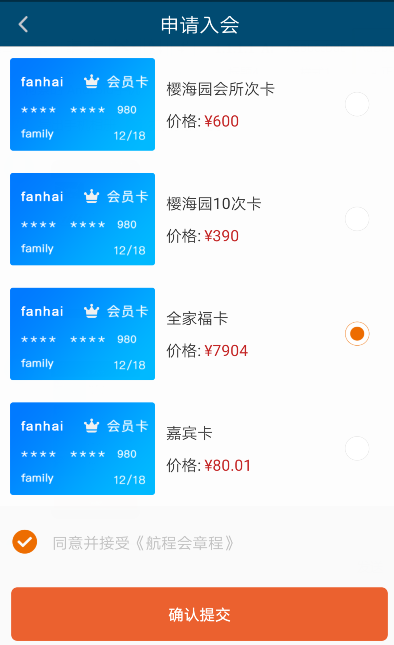 申请入会
fanhai 会员卡
**** **** 980
family 12/18
樱海园会所次卡
价格: ¥600
fanhai 会员卡
**** **** 980
family 12/18
樱海园10次卡
价格: ¥390
fanhai 会员卡
**** **** 980
family 12/18
全家福卡
价格: ¥7904
fanhai 会员卡
**** **** 980
family 12/18
嘉宾卡
价格: ¥80.01
同意并接受《航程会章程》
确认提交